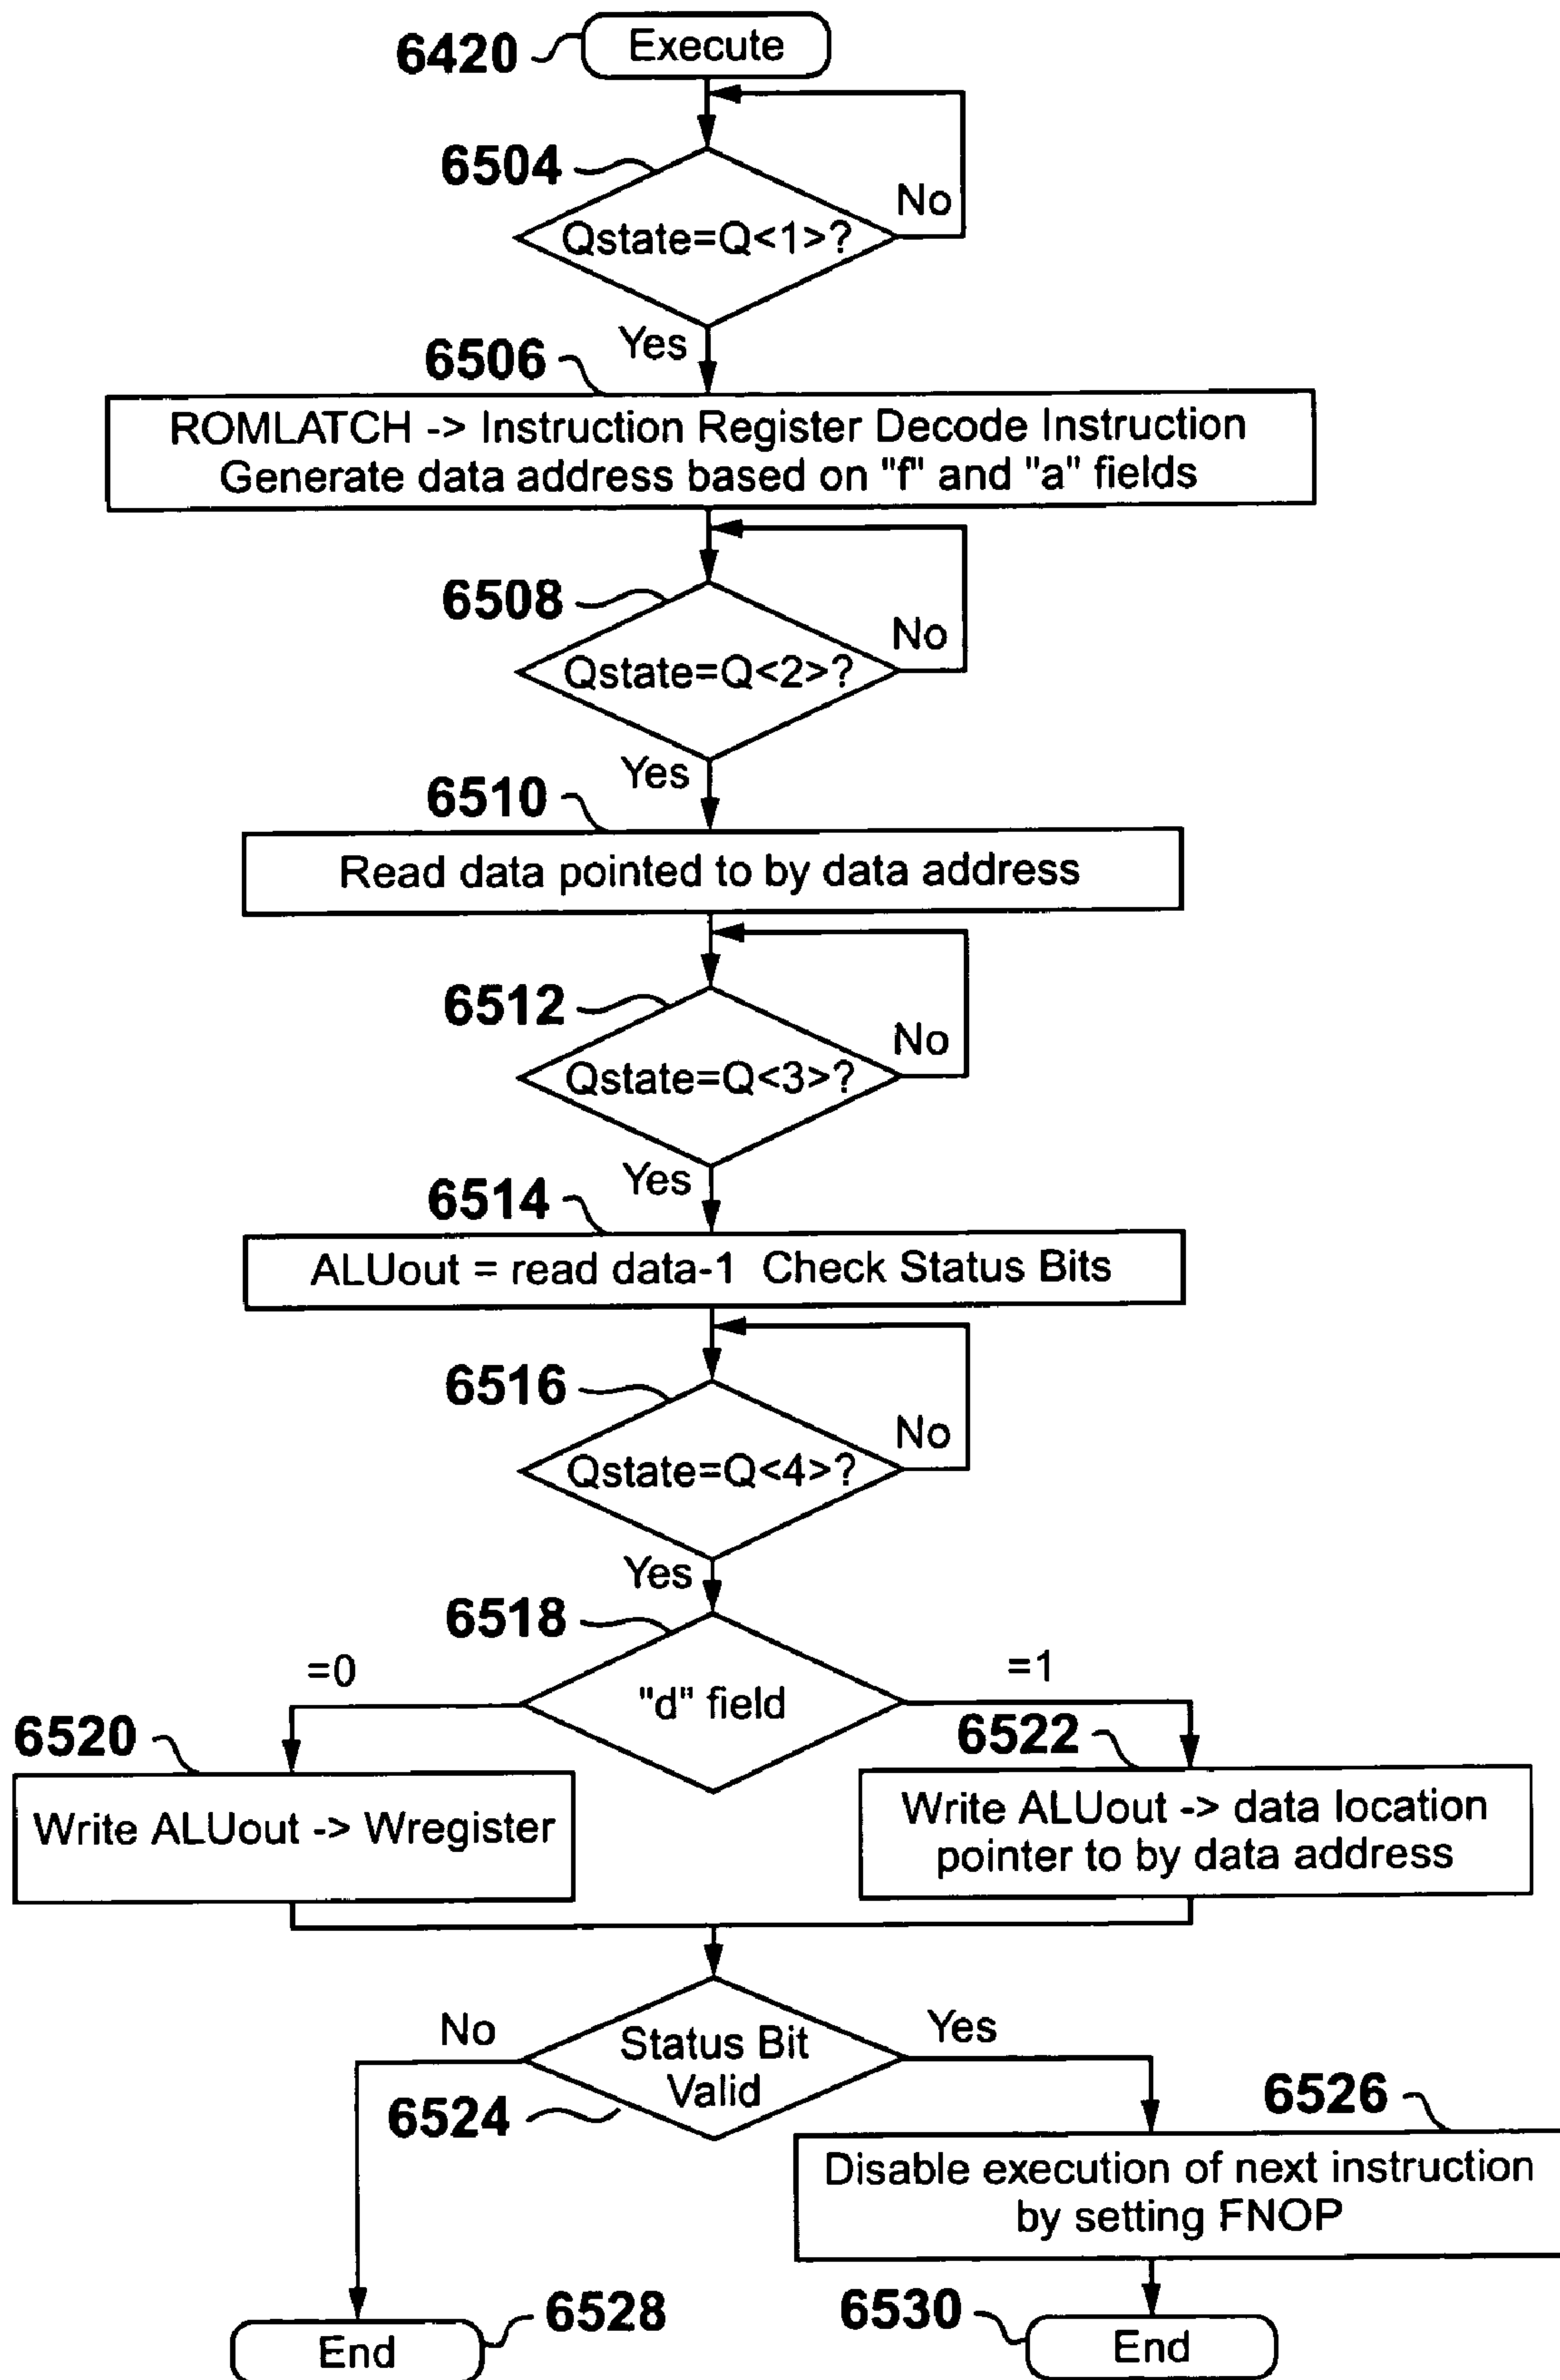 6420
Execute
6504
No
Qstate=Q<1>?
Yes
6506
ROMLATCH -> Instruction Register Decode Instruction
Generate data address based on "f" and "a" fields
6508
No
Qstate=Q<2>?
Yes
6510
Read data pointed to by data address
6512
No
Qstate=Q<3>?
Yes
6514
ALUout = read data-1 Check Status Bits
6516
No
Qstate=Q<4>?
Yes
6518
=0
"d" field
=1
6520
6522
Write ALUout -> Wregister
Write ALUout -> data location
pointer to by data address
No
Status Bit
Valid
Yes
6524
6526
Disable execution of next instruction
by setting FNOP
6528
End
6530
End